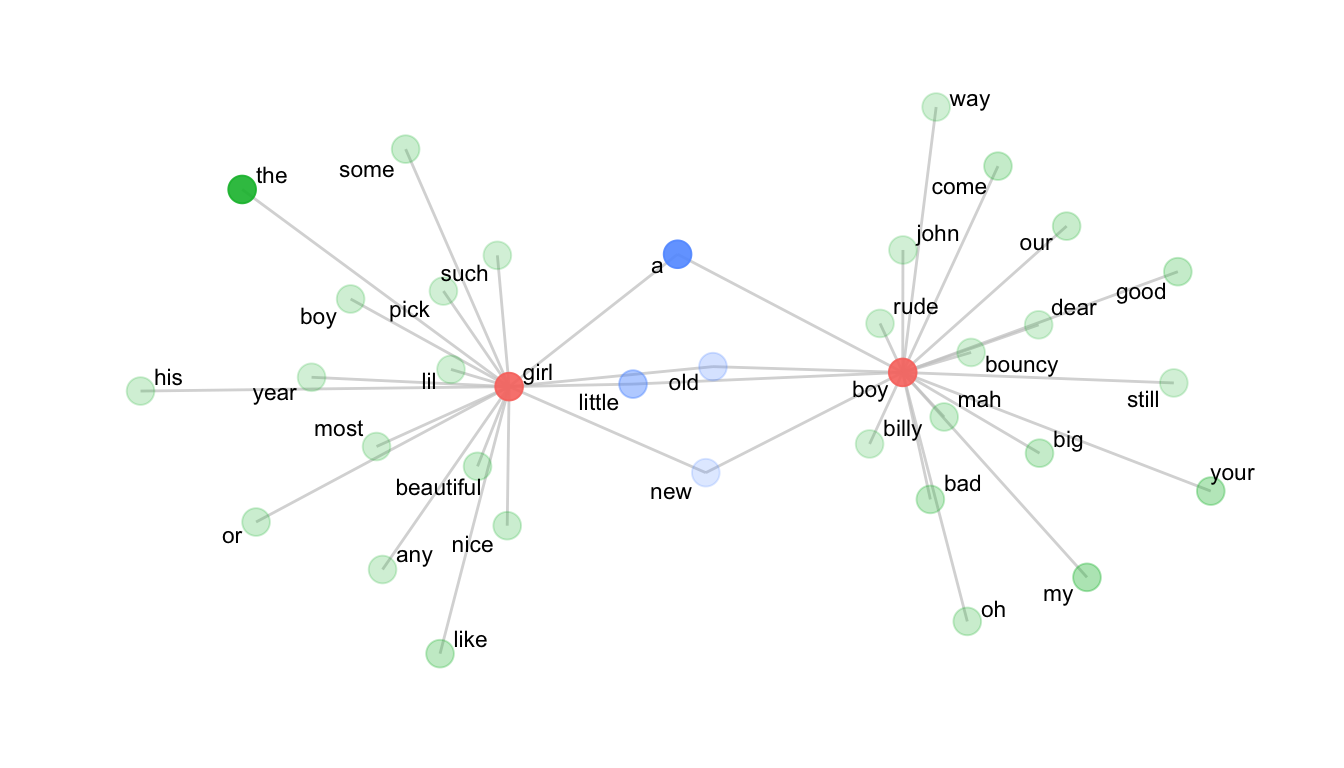 way
some
the
come
john
our
such
a
good
rude
dear
pick
boy
bouncy
girl
his
lil
old
year
little
boy
still
mah
most
billy
big
beautiful
new
bad
your
or
nice
any
my
oh
like